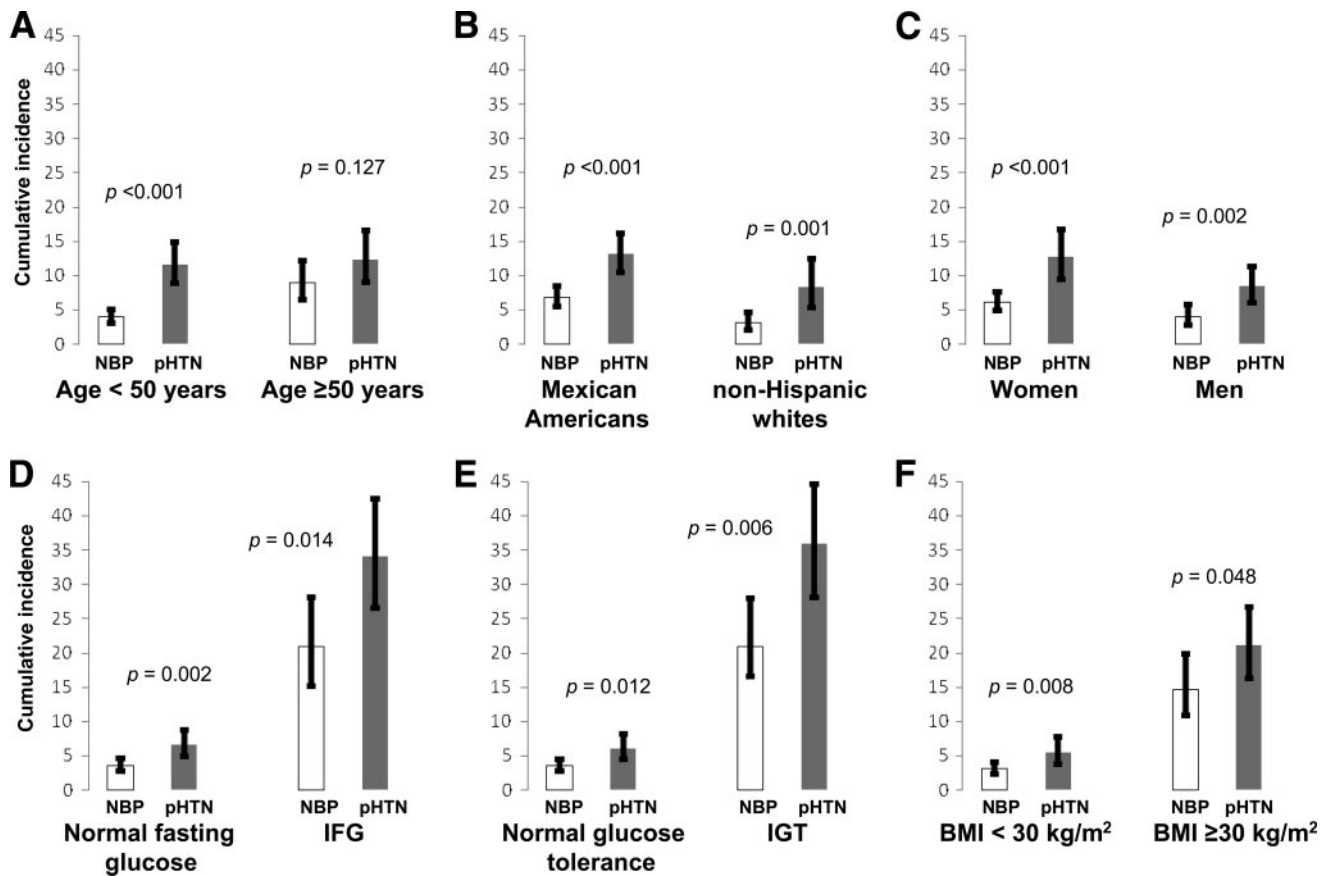 A
45
40
35
30
25
20
15
10
5
0
Cumulative incidence
p <0.001
p = 0.127
NBP pHTN
NBP pHTN
Age < 50 years
Age ≥50 years
B
45
40
35
30
25
20
15
10
5
0
p <0.001
p = 0.001
NBP pHTN
NBP pHTN
Mexican
Americans
non-Hispanic
whites
C
45
40
35
30
25
20
15
10
5
0
p <0.001
p = 0.002
NBP pHTN
NBP pHTN
Women
Men
D
45
40
35
30
25
20
15
10
5
0
Cumulative incidence
p = 0.002
p = 0.014
NBP pHTN
NBP pHTN
Normal fasting
glucose
IFG
E
45
40
35
30
25
20
15
10
5
0
p = 0.012
p = 0.006
NBP pHTN
NBP pHTN
Normal glucose
tolerance
IGT
F
45
40
35
30
25
20
15
10
5
0
p = 0.008
p = 0.048
NBP pHTN
NBP pHTN
BMI < 30 kg/m²
BMI ≥30 kg/m²